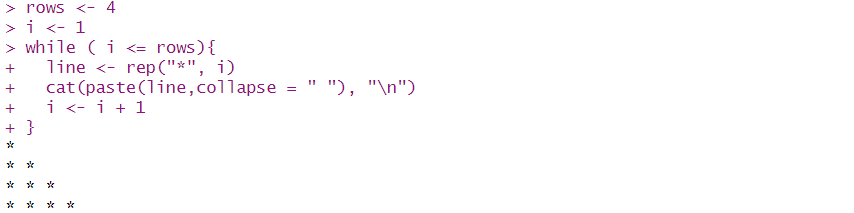 > rows <- 4
> i <- 1
> while ( i <= rows){
+   line <- rep("*", i)
+   cat(paste(line,collapse = " "), "\n")
+   i <- i + 1
+ }
*
* *
* * *
* * * *